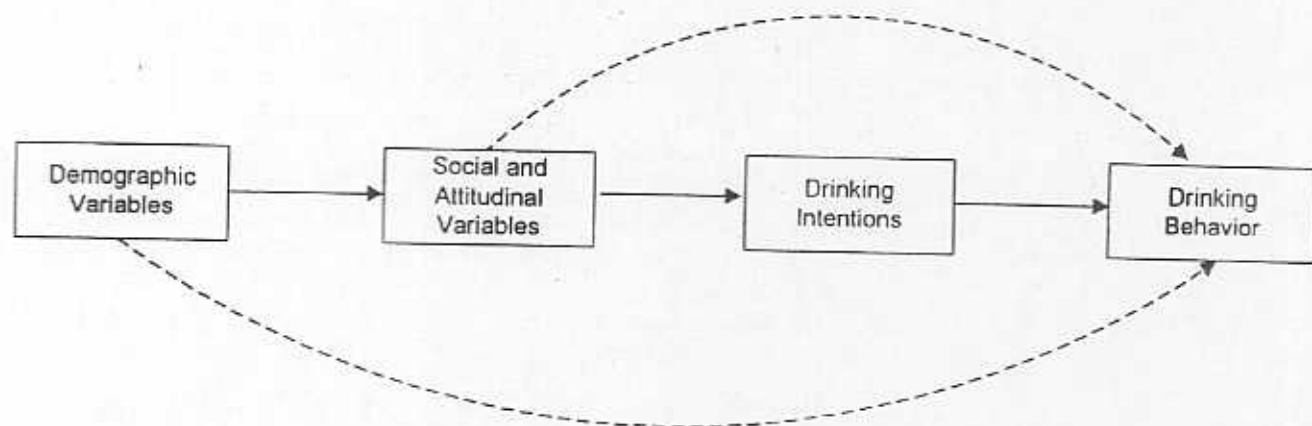 Demographic
Variables
Social and
Attitudinal
Variables
Drinking
Intentions
Drinking
Behavior